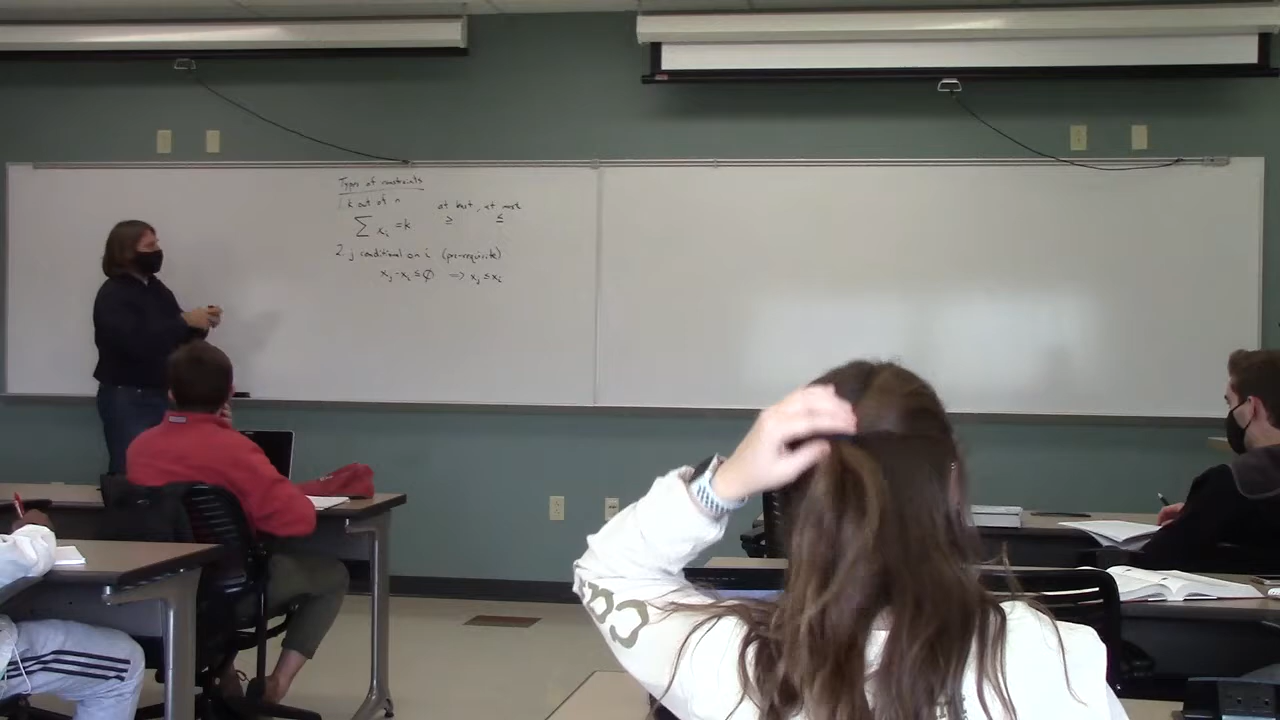 Types of constraints
1. k out of n at least, at most
∑ xᵢ = k ≥ ≤
2. j conditional on i (pre-requisite)
xⱼ - xᵢ ≤ ∅ ⟹ xⱼ ≤ xᵢ